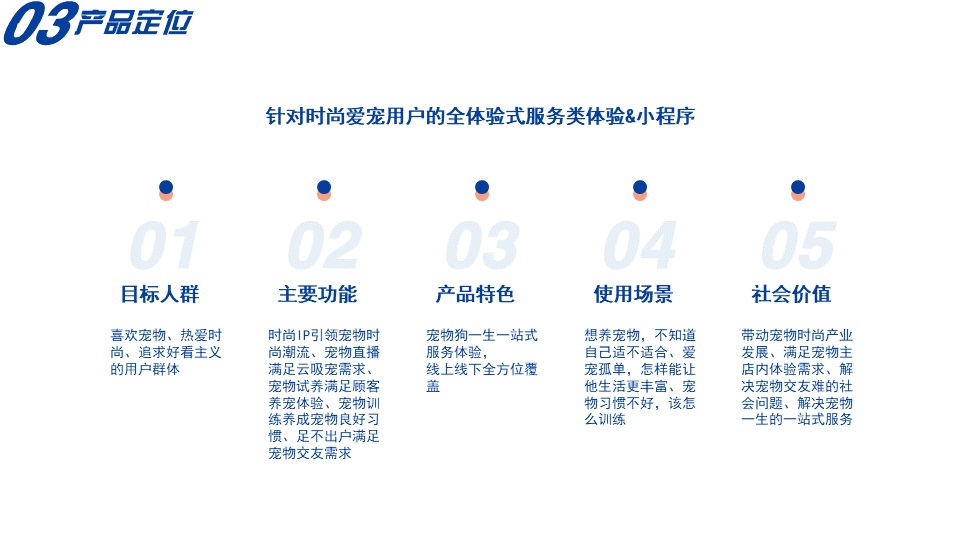 03产品定位
针对时尚爱宠用户的全体验式服务类体验&小程序
01
目标人群
喜欢宠物、热爱时
尚、追求好看主义
的用户群体
02
主要功能
时尚IP引领宠物时
尚潮流、宠物直播
满足云吸宠需求、
宠物试养满足顾客
养宠体验、宠物训
练养成宠物良好习
惯、足不出户满足
宠物交友需求
03
产品特色
宠物狗一生一站式
服务体验，
线上线下全方位覆
盖
04
使用场景
想养宠物，不知道
自己适不适合、爱
宠孤单，怎样能让
他生活更丰富、宠
物习惯不好，该怎
么训练
05
社会价值
带动宠物时尚产业
发展、满足宠物主
店内体验需求、解
决宠物交友难的社
会问题、解决宠物
一生的一站式服务